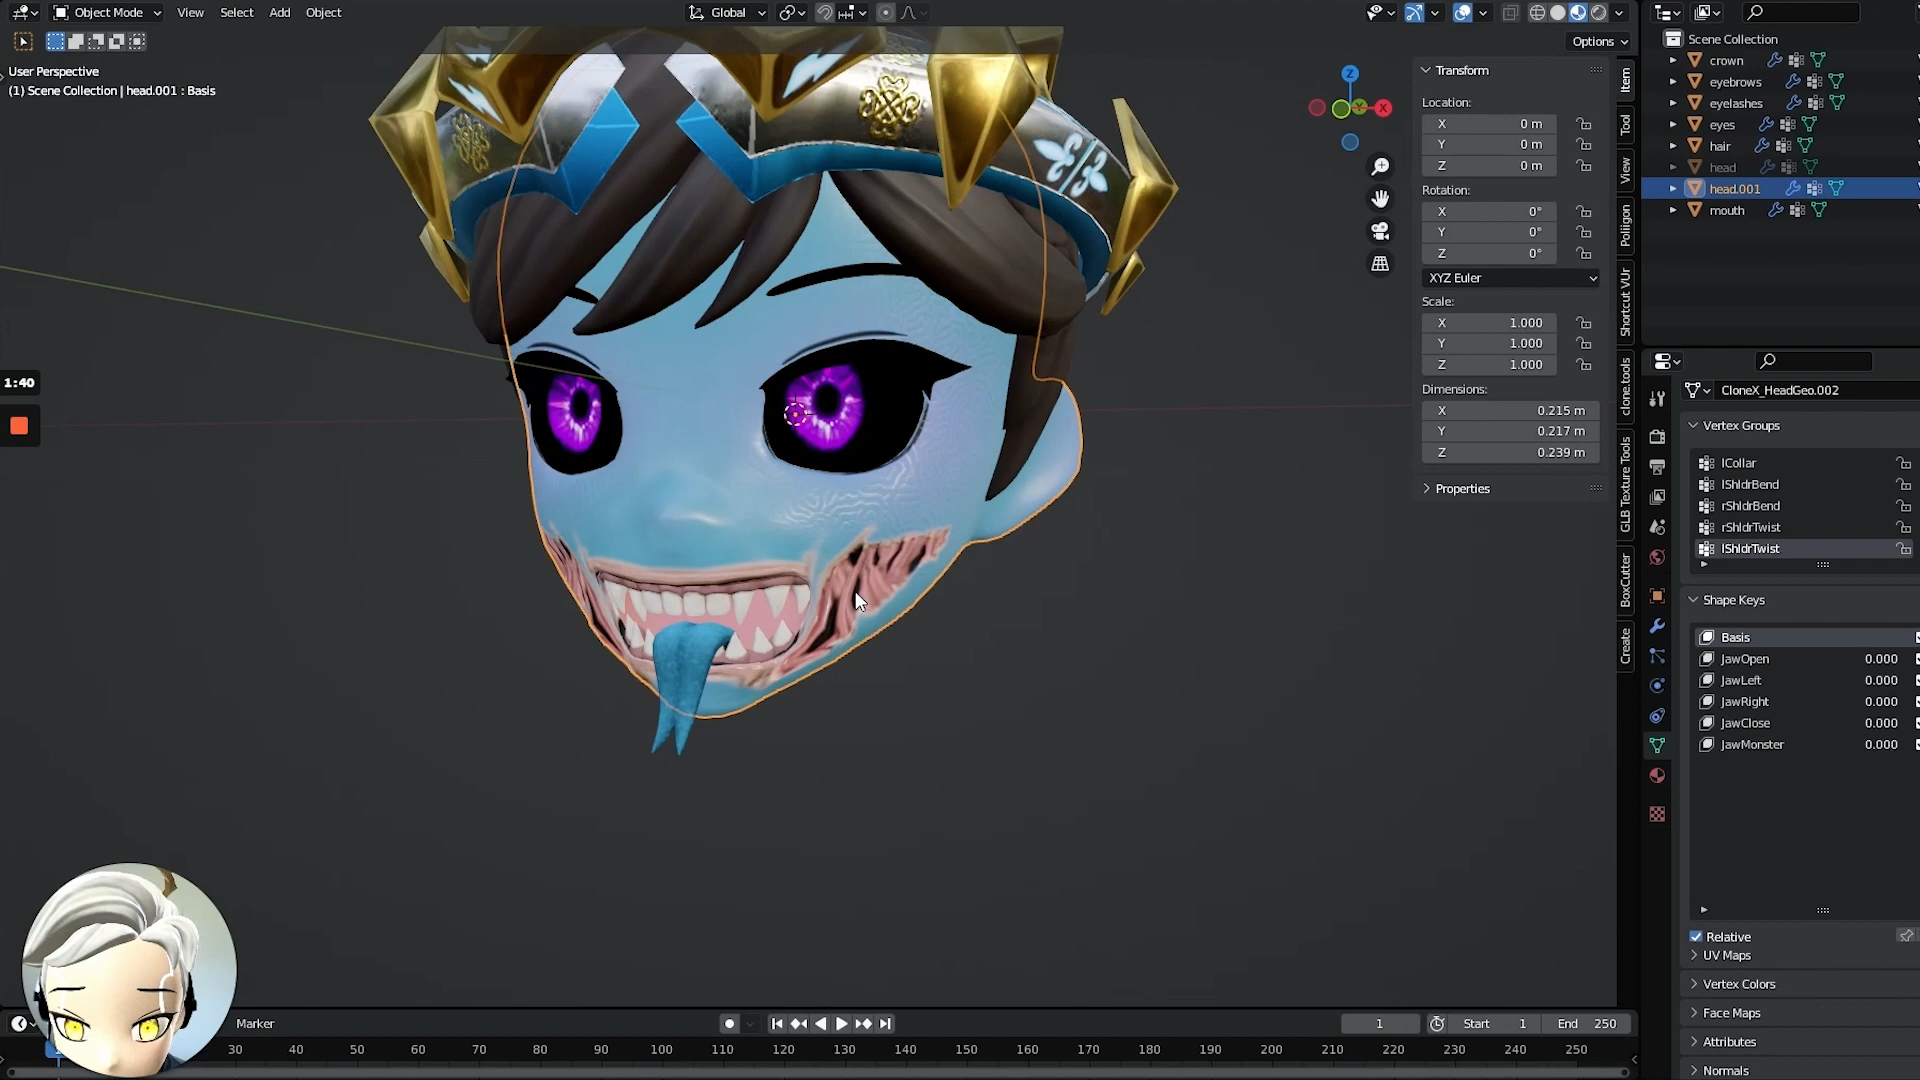 Object Mode View Select Add Object Global
Options
User Perspective
(1) Scene Collection | head.001 : Basis
1:40
Z
Y
X
Transform
Location:
X 0 m
Y 0 m
Z 0 m
Rotation:
X 0°
Y 0°
Z 0°
XYZ Euler
Scale:
X 1.000
Y 1.000
Z 1.000
Dimensions:
X 0.215 m
Y 0.217 m
Z 0.239 m
Properties
Item
Tool
View
Poliigon
Shortcut VUr
clone.tools
GLB Texture Tools
BoxCutter
Create
Scene Collection
crown
eyebrows
eyelashes
eyes
hair
head
head.001
mouth
CloneX_HeadGeo.002
Vertex Groups
lCollar
lShldrBend
rShldrBend
rShldrTwist
lShldrTwist
Shape Keys
Basis
JawOpen 0.000
JawLeft 0.000
JawRight 0.000
JawClose 0.000
JawMonster 0.000
Relative
UV Maps
Vertex Colors
Face Maps
Attributes
Normals
Marker
1 Start 1 End 250
30 40 50 60 70 80 90 100 110 120 130 140 150 160 170 180 190 200 210 220 230 240 250